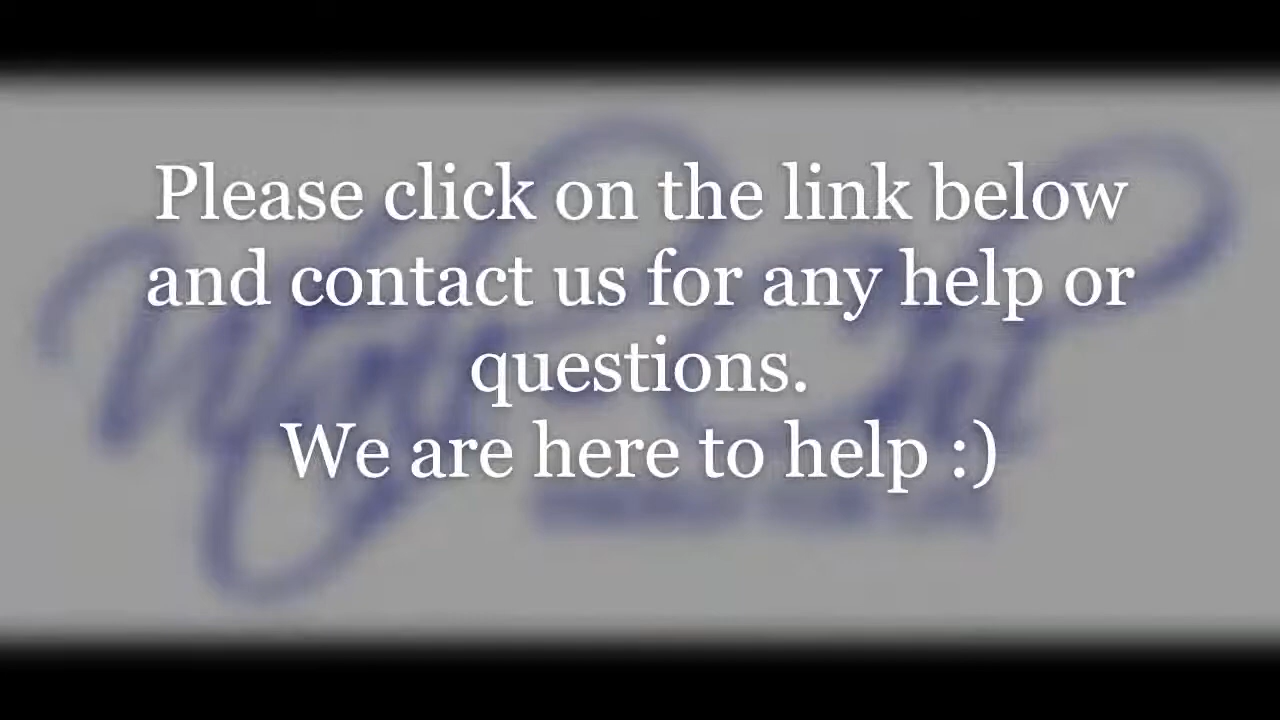 Please click on the link below
and contact us for any help or
questions.
We are here to help :)